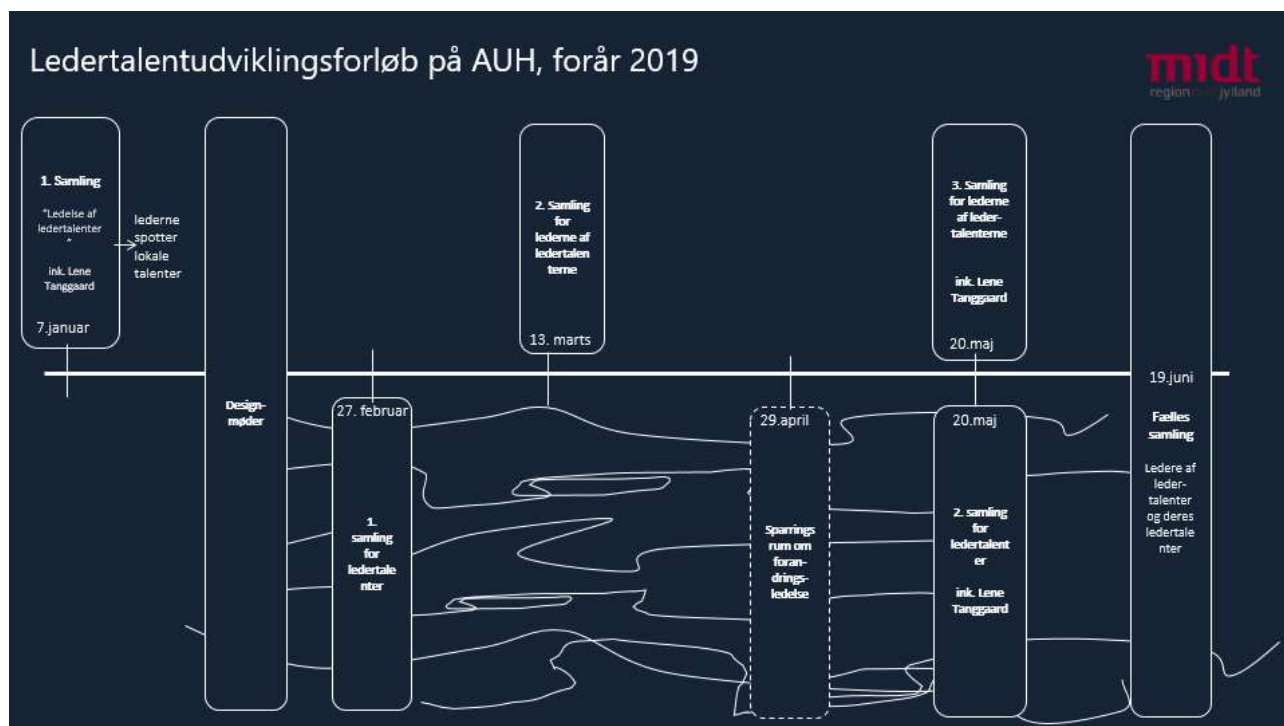 Ledertalentudviklingsforløb på AUH, forår 2019
midt
region midtjylland
1. Samling
"Ledelse af
ledertalenter
"
ink. Lene
Tanggaard
7.januar
lederne
spotter
lokale
talenter
Design-
møder
27. februar
1.
samling
for
ledertale
nter
2. Samling
for
lederne af
ledertalen
terne
13. marts
29.april
Sparrings
rum om
foran-
drings-
ledelse
3. Samling
for lederne
af leder-
talenterne
ink. Lene
Tanggaard
20.maj
20.maj
2. samling
for
ledertalent
er
ink. Lene
Tanggaard
19.juni
Fælles
samling
Ledere af
leder-
talenter
og deres
ledertale
nter